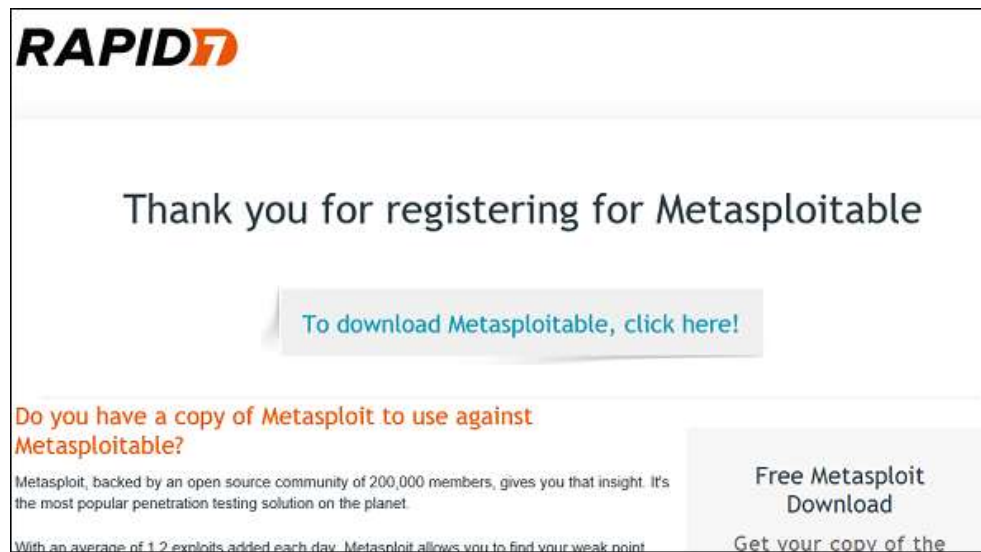 RAPID7
Thank you for registering for Metasploitable
To download Metasploitable, click here!
Do you have a copy of Metasploit to use against
Metasploitable?
Metasploit, backed by an open source community of 200,000 members, gives you that insight. It's
the most popular penetration testing solution on the planet.
With an average of 1.2 exploits added each day, Metasploit allows you to find your weak point
Free Metasploit
Download
Get your copy of the